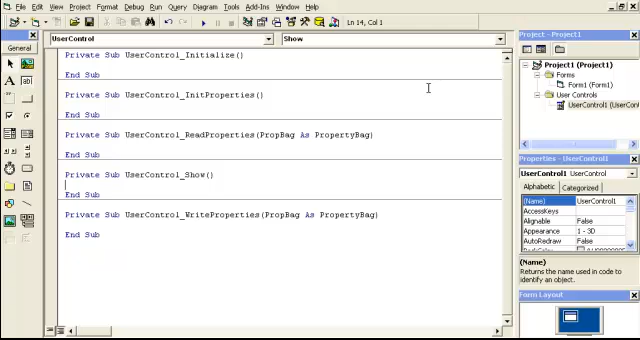 File Edit View Project Format Debug Run Query Diagram Tools Add-Ins Window Help
Ln 14, Col 1
General
UserControl Show
Private Sub UserControl_Initialize()
End Sub
Private Sub UserControl_InitProperties()
End Sub
Private Sub UserControl_ReadProperties(PropBag As PropertyBag)
End Sub
Private Sub UserControl_Show()
End Sub
Private Sub UserControl_WriteProperties(PropBag As PropertyBag)
End Sub
Project - Project1
Project1 (Project1)
Forms
Form1 (Form1)
User Controls
UserControl1 (UserCon
Properties - UserControl1
UserControl1 UserControl
Alphabetic Categorized
(Name) UserControl1
AccessKeys
Alignable False
Appearance 1 - 3D
AutoRedraw False
(Name)
Returns the name used in code to
identify an object.
Form Layout